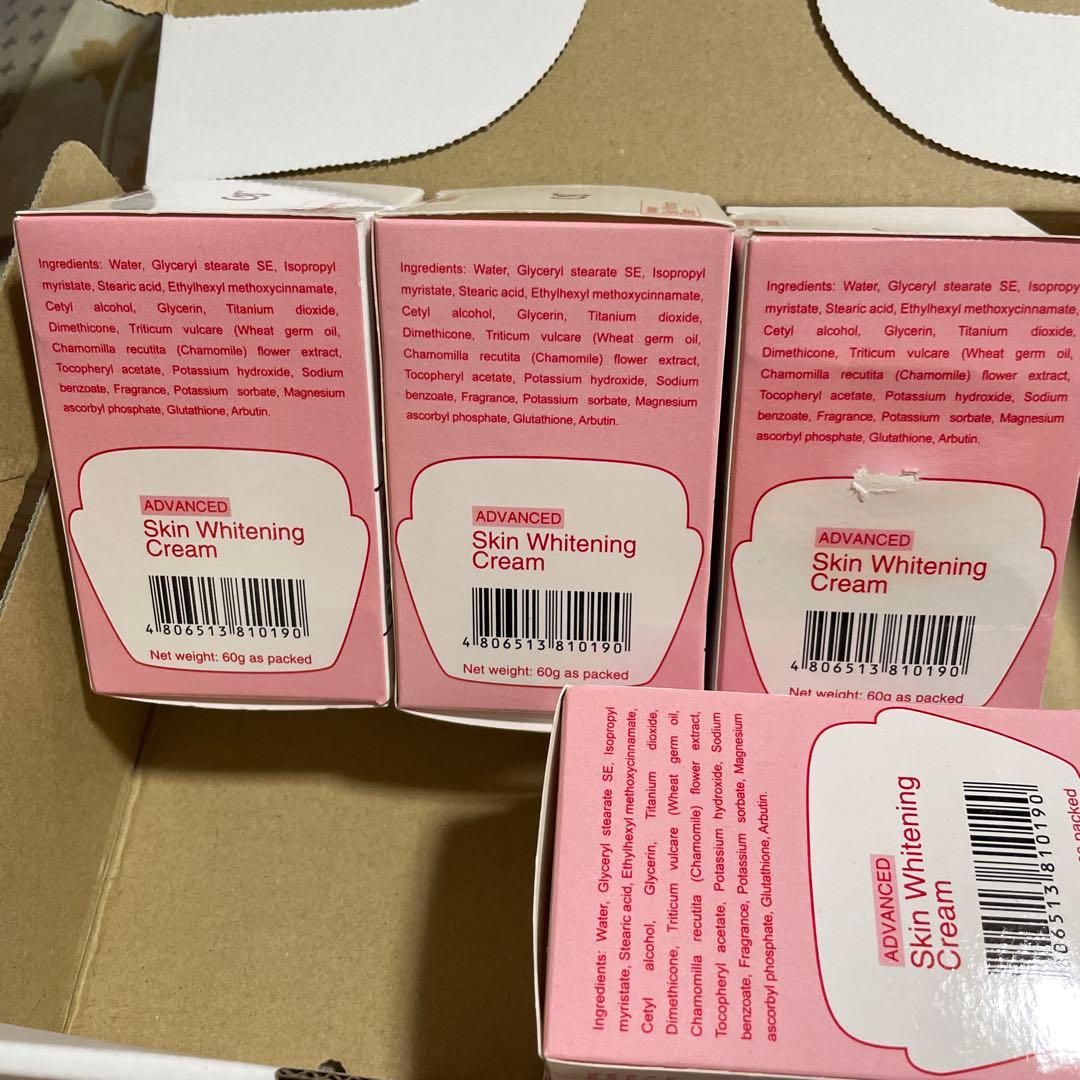 Ingredients: Water, Glyceryl stearate SE, Isopropyl
myristate, Stearic acid, Ethylhexyl methoxycinnamate,
Cetyl alcohol, Glycerin, Titanium dioxide,
Dimethicone, Triticum vulcare (Wheat germ oil,
Chamomilla recutita (Chamomile) flower extract,
Tocopheryl acetate, Potassium hydroxide, Sodium
benzoate, Fragrance, Potassium sorbate, Magnesium
ascorbyl phosphate, Glutathione, Arbutin.
ADVANCED
Skin Whitening
Cream
4 806513 810190
Net weight: 60g as packed
Ingredients: Water, Glyceryl stearate SE, Isopropyl
myristate, Stearic acid, Ethylhexyl methoxycinnamate,
Cetyl alcohol, Glycerin, Titanium dioxide,
Dimethicone, Triticum vulcare (Wheat germ oil,
Chamomilla recutita (Chamomile) flower extract,
Tocopheryl acetate, Potassium hydroxide, Sodium
benzoate, Fragrance, Potassium sorbate, Magnesium
ascorbyl phosphate, Glutathione, Arbutin.
ADVANCED
Skin Whitening
Cream
4 806513 810190
Net weight: 60g as packed
Ingredients: Water, Glyceryl stearate SE, Isopropy
myristate, Stearic acid, Ethylhexyl methoxycinnamate,
Cetyl alcohol, Glycerin, Titanium dioxide,
Dimethicone, Triticum vulcare (Wheat germ oil,
Chamomilla recutita (Chamomile) flower extract,
Tocopheryl acetate, Potassium hydroxide, Sodium
benzoate, Fragrance, Potassium sorbate, Magnesium
ascorbyl phosphate, Glutathione, Arbutin.
ADVANCED
Skin Whitening
Cream
4 806513 810190
Net weight: 60g as packed
Ingredients: Water, Glyceryl stearate SE, Isopropyl
myristate, Stearic acid, Ethylhexyl methoxycinnamate,
Cetyl alcohol, Glycerin, Titanium dioxide,
Dimethicone, Triticum vulcare (Wheat germ oil,
Chamomilla recutita (Chamomile) flower extract,
Tocopheryl acetate, Potassium hydroxide, Sodium
benzoate, Fragrance, Potassium sorbate, Magnesium
ascorbyl phosphate, Glutathione, Arbutin.
ADVANCED
Skin Whitening
Cream
806513 810190
as packed